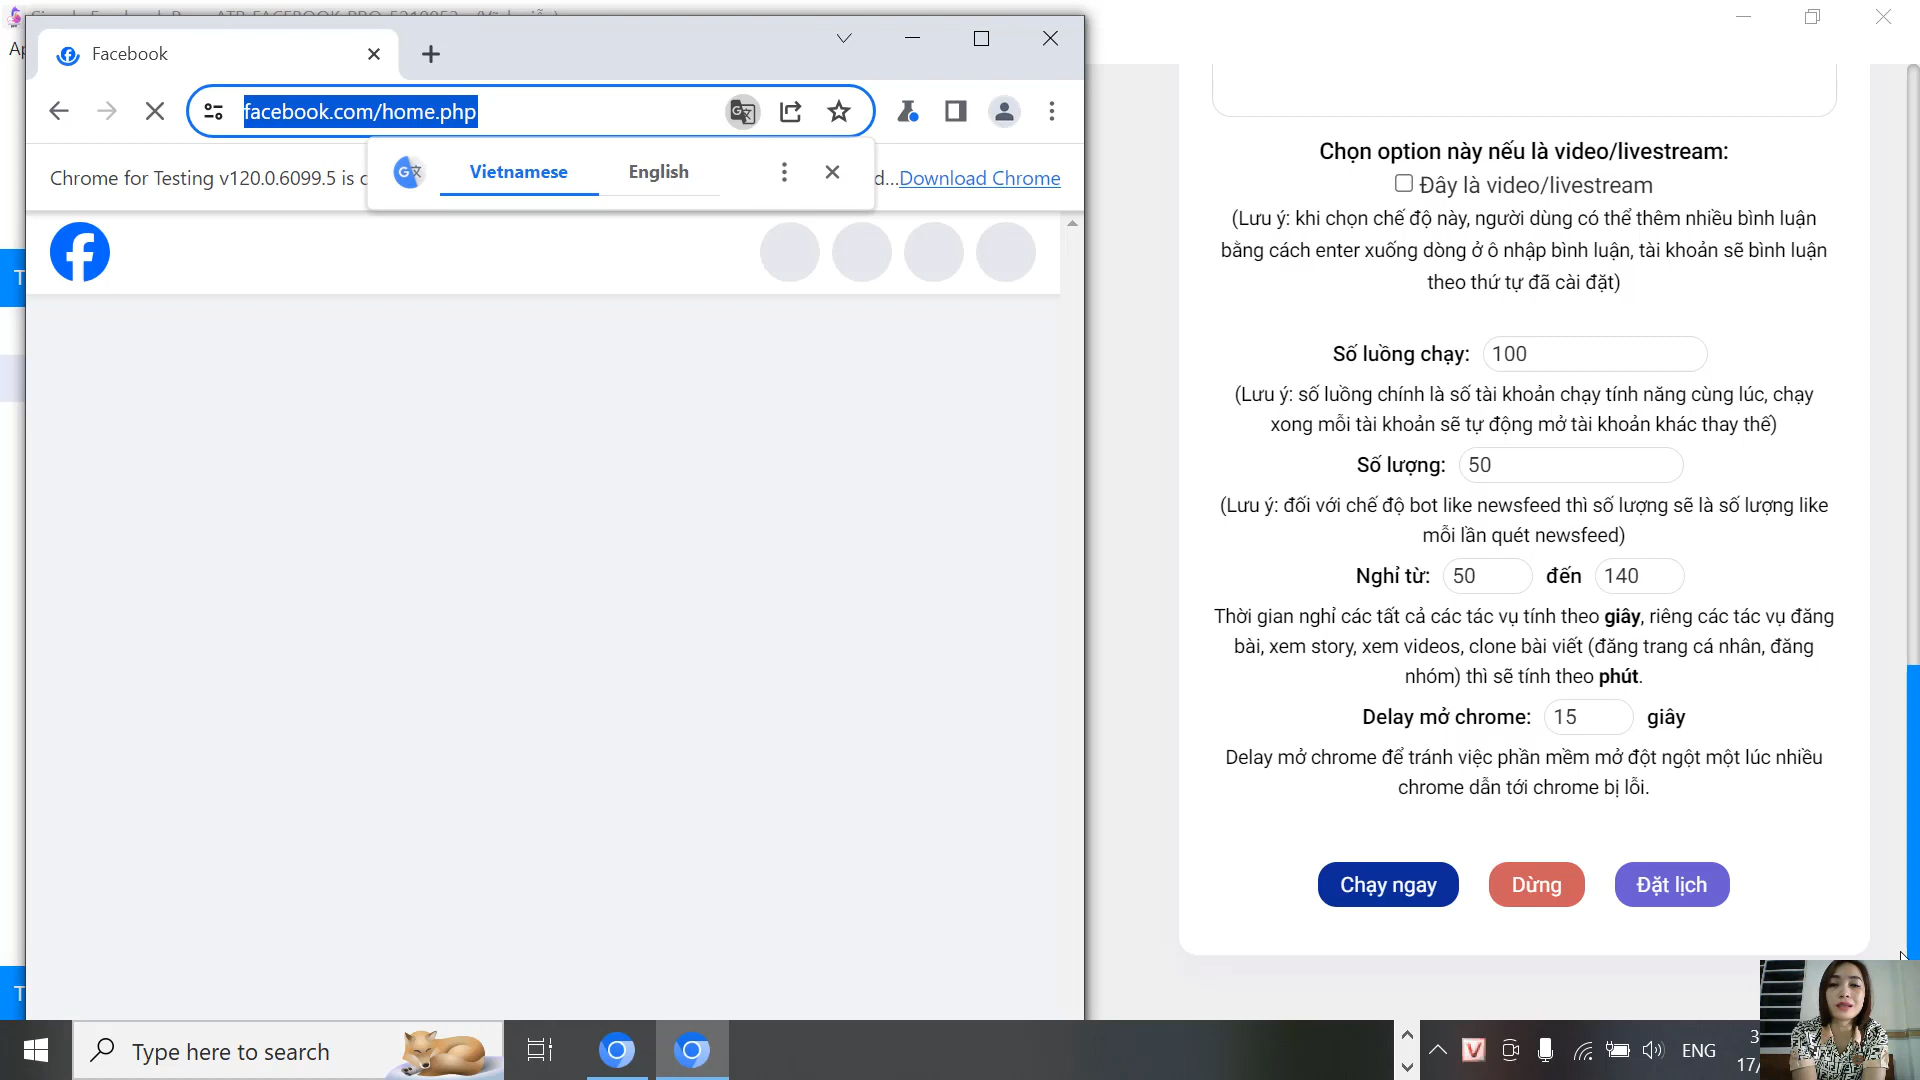 Facebook
facebook.com/home.php
Vietnamese
English
Chrome for Testing v120.0.6099.5 is
d...Download Chrome
Chọn option này nếu là video/livestream:
Đây là video/livestream
(Lưu ý: khi chọn chế độ này, người dùng có thể thêm nhiều bình luận
bằng cách enter xuống dòng ở ô nhập bình luận, tài khoản sẽ bình luận
theo thứ tự đã cài đặt)
Số luồng chạy: 100
(Lưu ý: số luồng chính là số tài khoản chạy tính năng cùng lúc, chạy
xong mỗi tài khoản sẽ tự động mở tài khoản khác thay thế)
Số lượng: 50
(Lưu ý: đối với chế độ bot like newsfeed thì số lượng sẽ là số lượng like
mỗi lần quét newsfeed)
Nghỉ từ: 50 đến 140
Thời gian nghỉ các tất cả các tác vụ tính theo giây, riêng các tác vụ đăng
bài, xem story, xem videos, clone bài viết (đăng trang cá nhân, đăng
nhóm) thì sẽ tính theo phút.
Delay mở chrome: 15 giây
Delay mở chrome để tránh việc phần mềm mở đột ngột một lúc nhiều
chrome dẫn tới chrome bị lỗi.
Chạy ngay
Dừng
Đặt lịch
Type here to search
ENG
3
17/